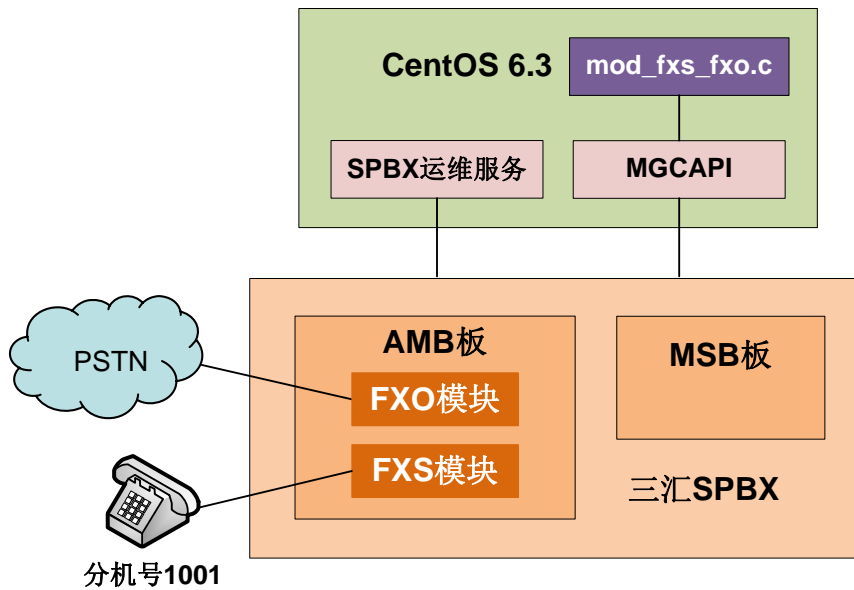 CentOS 6.3
mod_fxs_fxo.c
SPBX运维服务
MGCAPI
AMB板
MSB板
PSTN
FXO模块
FXS模块
三汇SPBX
分机号1001